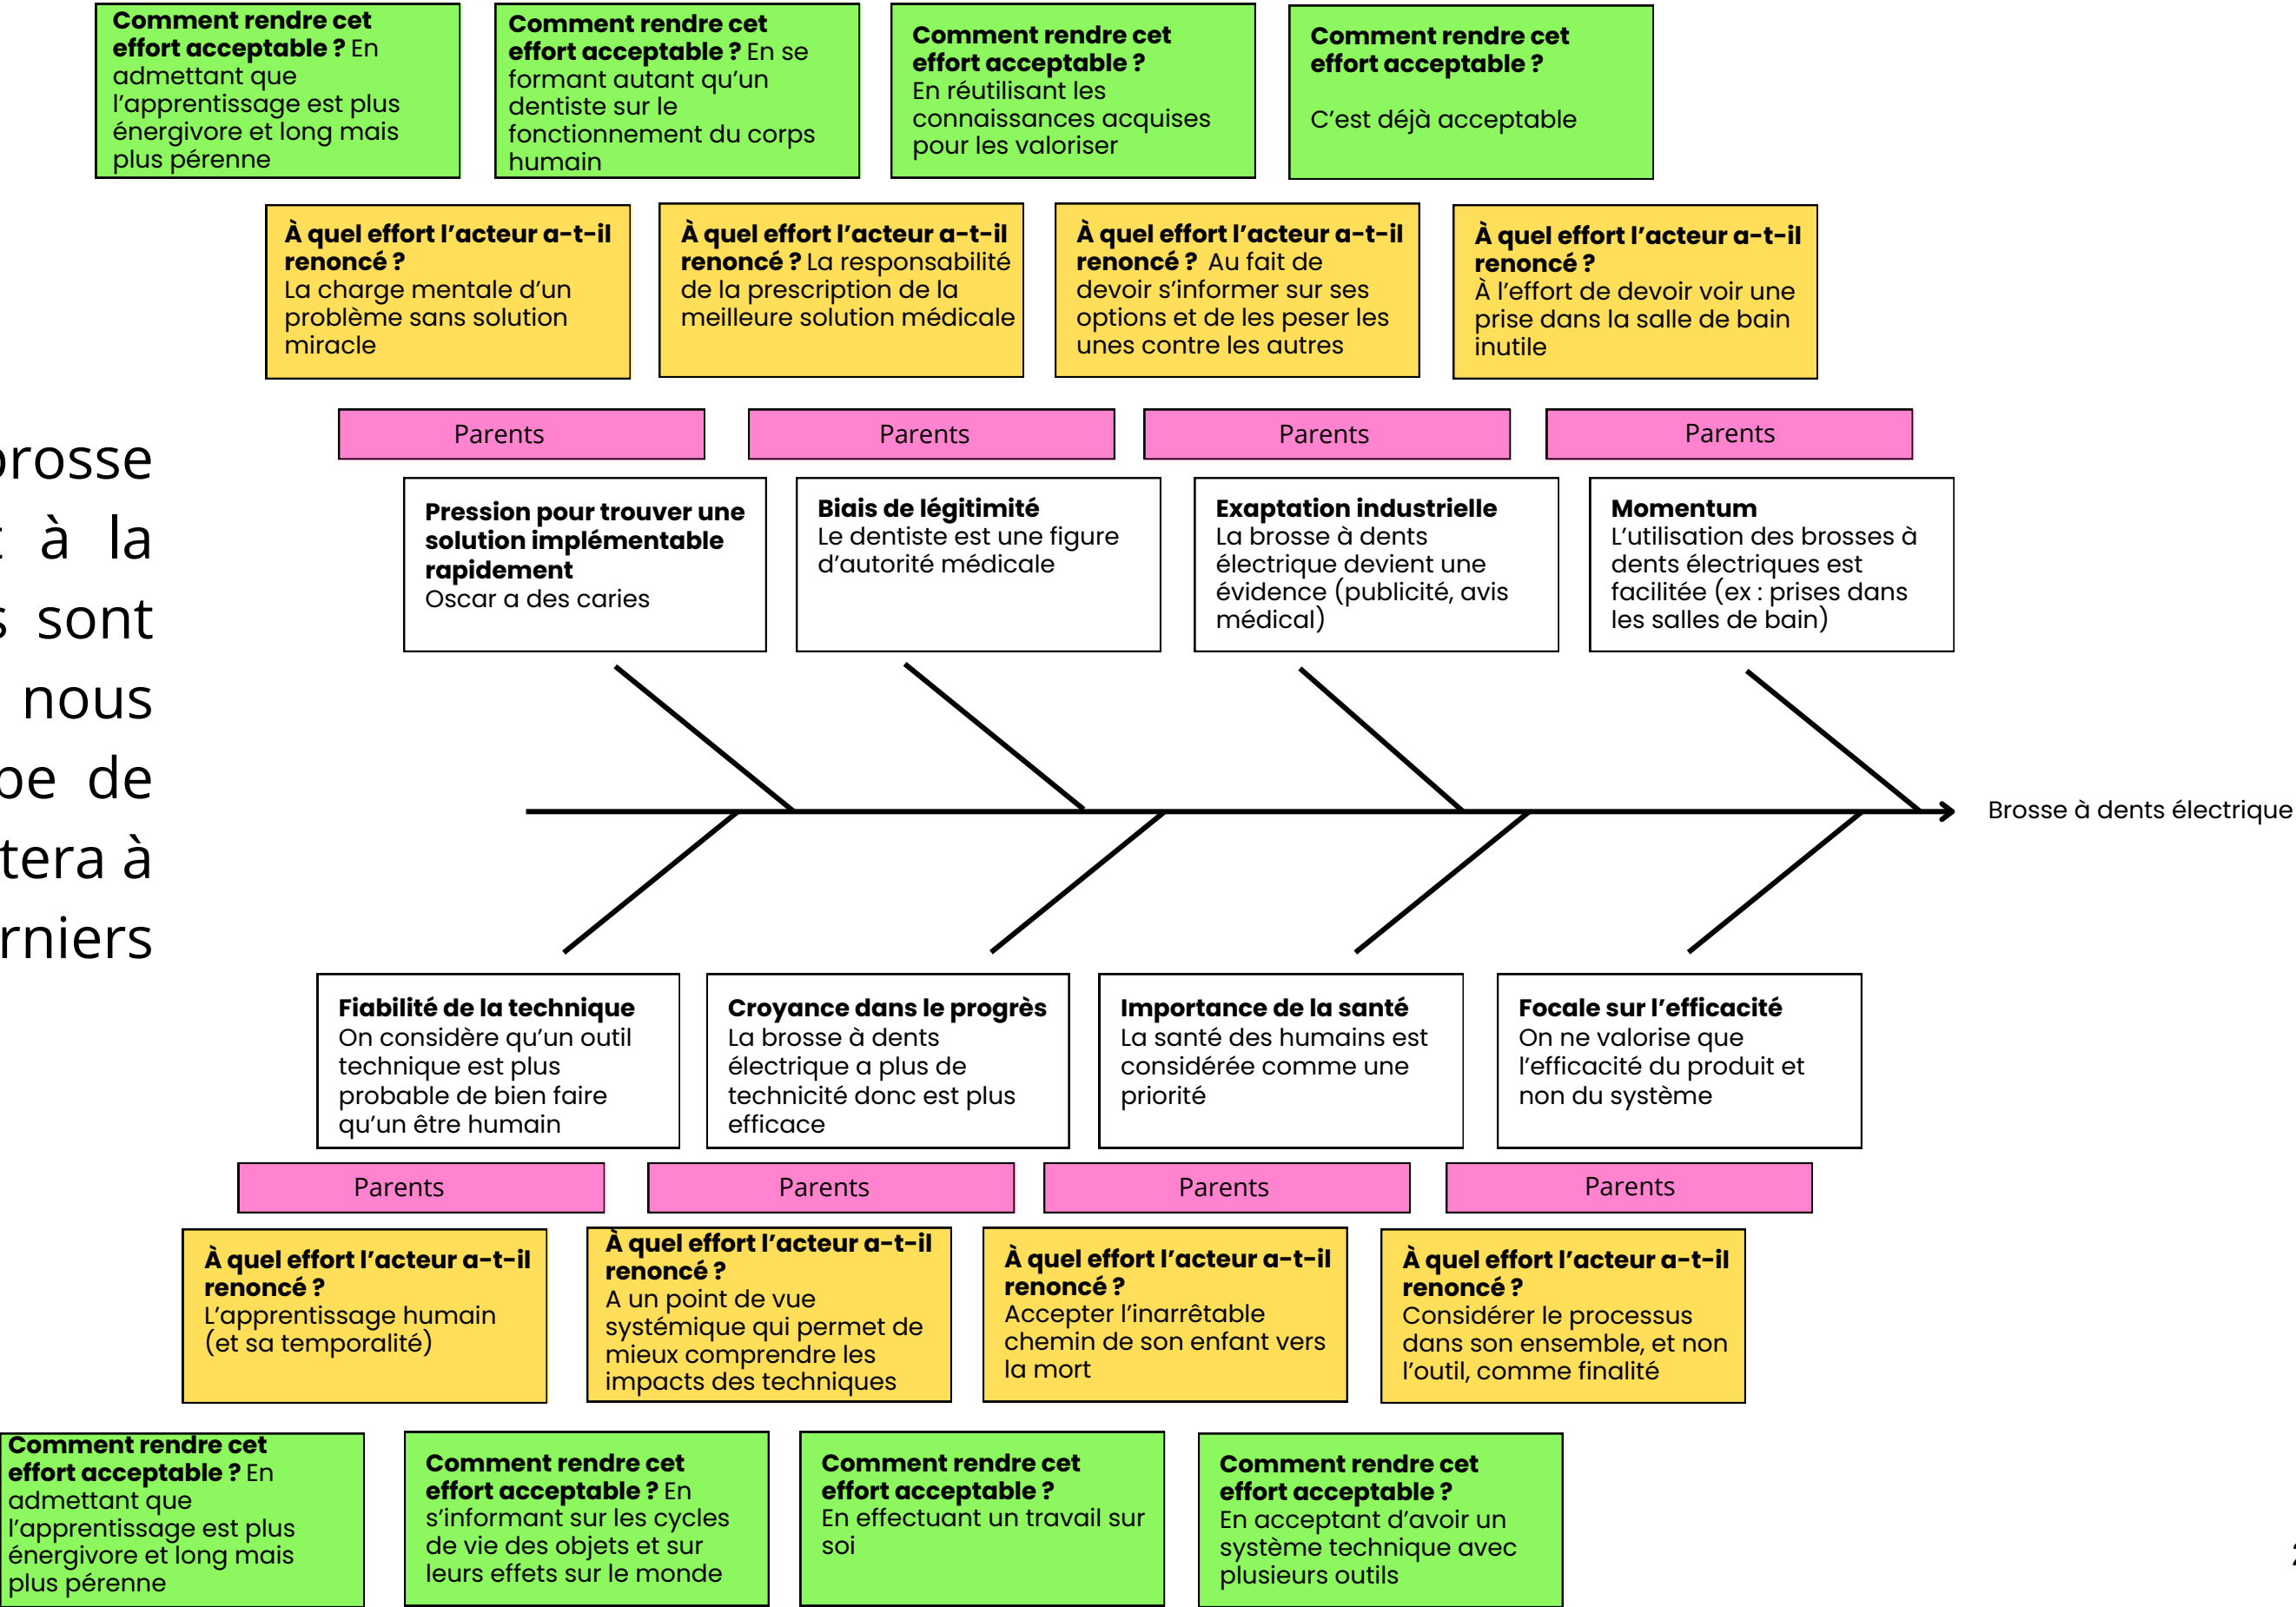 Comment rendre cet
effort acceptable ? En
admettant que
l’apprentissage est plus
énergivore et long mais
plus pérenne
Comment rendre cet
effort acceptable ? En se
formant autant qu’un
dentiste sur le
fonctionnement du corps
humain
Comment rendre cet
effort acceptable ?
En réutilisant les
connaissances acquises
pour les valoriser
Comment rendre cet
effort acceptable ?
C’est déjà acceptable
À quel effort l’acteur a-t-il
renoncé ?
La charge mentale d’un
problème sans solution
miracle
À quel effort l’acteur a-t-il
renoncé ? La responsabilité
de la prescription de la
meilleure solution médicale
À quel effort l’acteur a-t-il
renoncé ? Au fait de
devoir s’informer sur ses
options et de les peser les
unes contre les autres
À quel effort l’acteur a-t-il
renoncé ?
À l’effort de devoir voir une
prise dans la salle de bain
inutile
Parents
Parents
Parents
Parents
à la
sont
nous
de
à
Pression pour trouver une
solution implémentable
rapidement
Oscar a des caries
Biais de légitimité
Le dentiste est une figure
d’autorité médicale
Exaptation industrielle
La brosse à dents
électrique devient une
évidence (publicité, avis
médical)
Momentum
L’utilisation des brosses à
dents électriques est
facilitée (ex : prises dans
les salles de bain)
Brosse à dents électrique
Fiabilité de la technique
On considère qu’un outil
technique est plus
probable de bien faire
qu’un être humain
Croyance dans le progrès
La brosse à dents
électrique a plus de
technicité donc est plus
efficace
Importance de la santé
La santé des humains est
considérée comme une
priorité
Focale sur l’efficacité
On ne valorise que
l’efficacité du produit et
non du système
Parents
Parents
Parents
Parents
À quel effort l’acteur a-t-il
renoncé ?
L’apprentissage humain
(et sa temporalité)
À quel effort l’acteur a-t-il
renoncé ?
A un point de vue
systémique qui permet de
mieux comprendre les
impacts des techniques
À quel effort l’acteur a-t-il
renoncé ?
Accepter l’inarrêtable
chemin de son enfant vers
la mort
À quel effort l’acteur a-t-il
renoncé ?
Considérer le processus
dans son ensemble, et non
l’outil, comme finalité
Comment rendre cet
effort acceptable ? En
admettant que
l’apprentissage est plus
énergivore et long mais
plus pérenne
Comment rendre cet
effort acceptable ? En
s’informant sur les cycles
de vie des objets et sur
leurs effets sur le monde
Comment rendre cet
effort acceptable ?
En effectuant un travail sur
soi
Comment rendre cet
effort acceptable ?
En acceptant d’avoir un
système technique avec
plusieurs outils